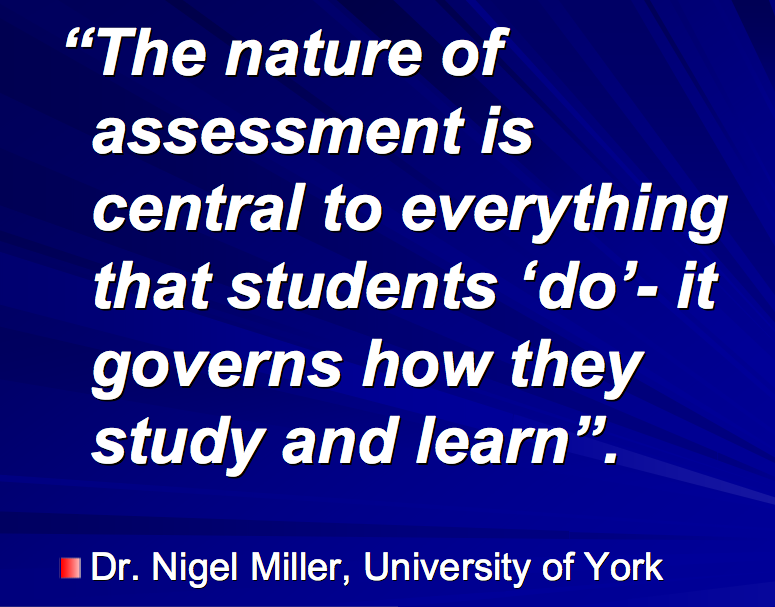 “The nature of
assessment is
central to everything
that students ‘do’- it
governs how they
study and learn”.
Dr. Nigel Miller, University of York